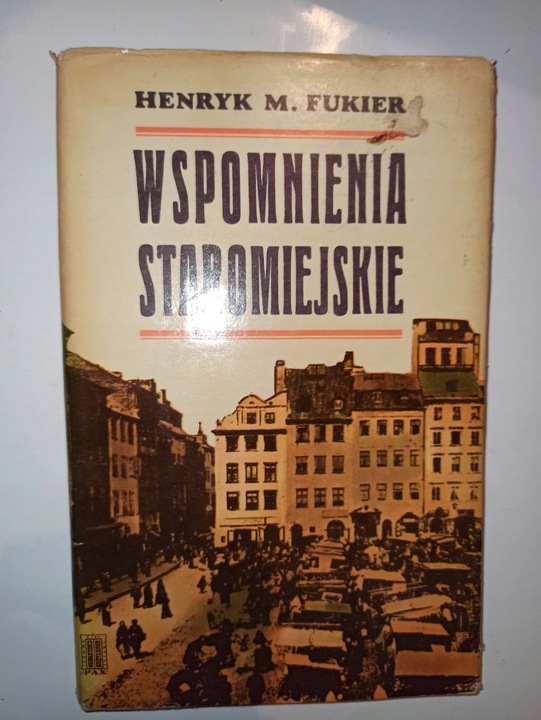 HENRYK M. FUKIER
WSPOMNIENIA
STAROMIEJSKIE
PAX